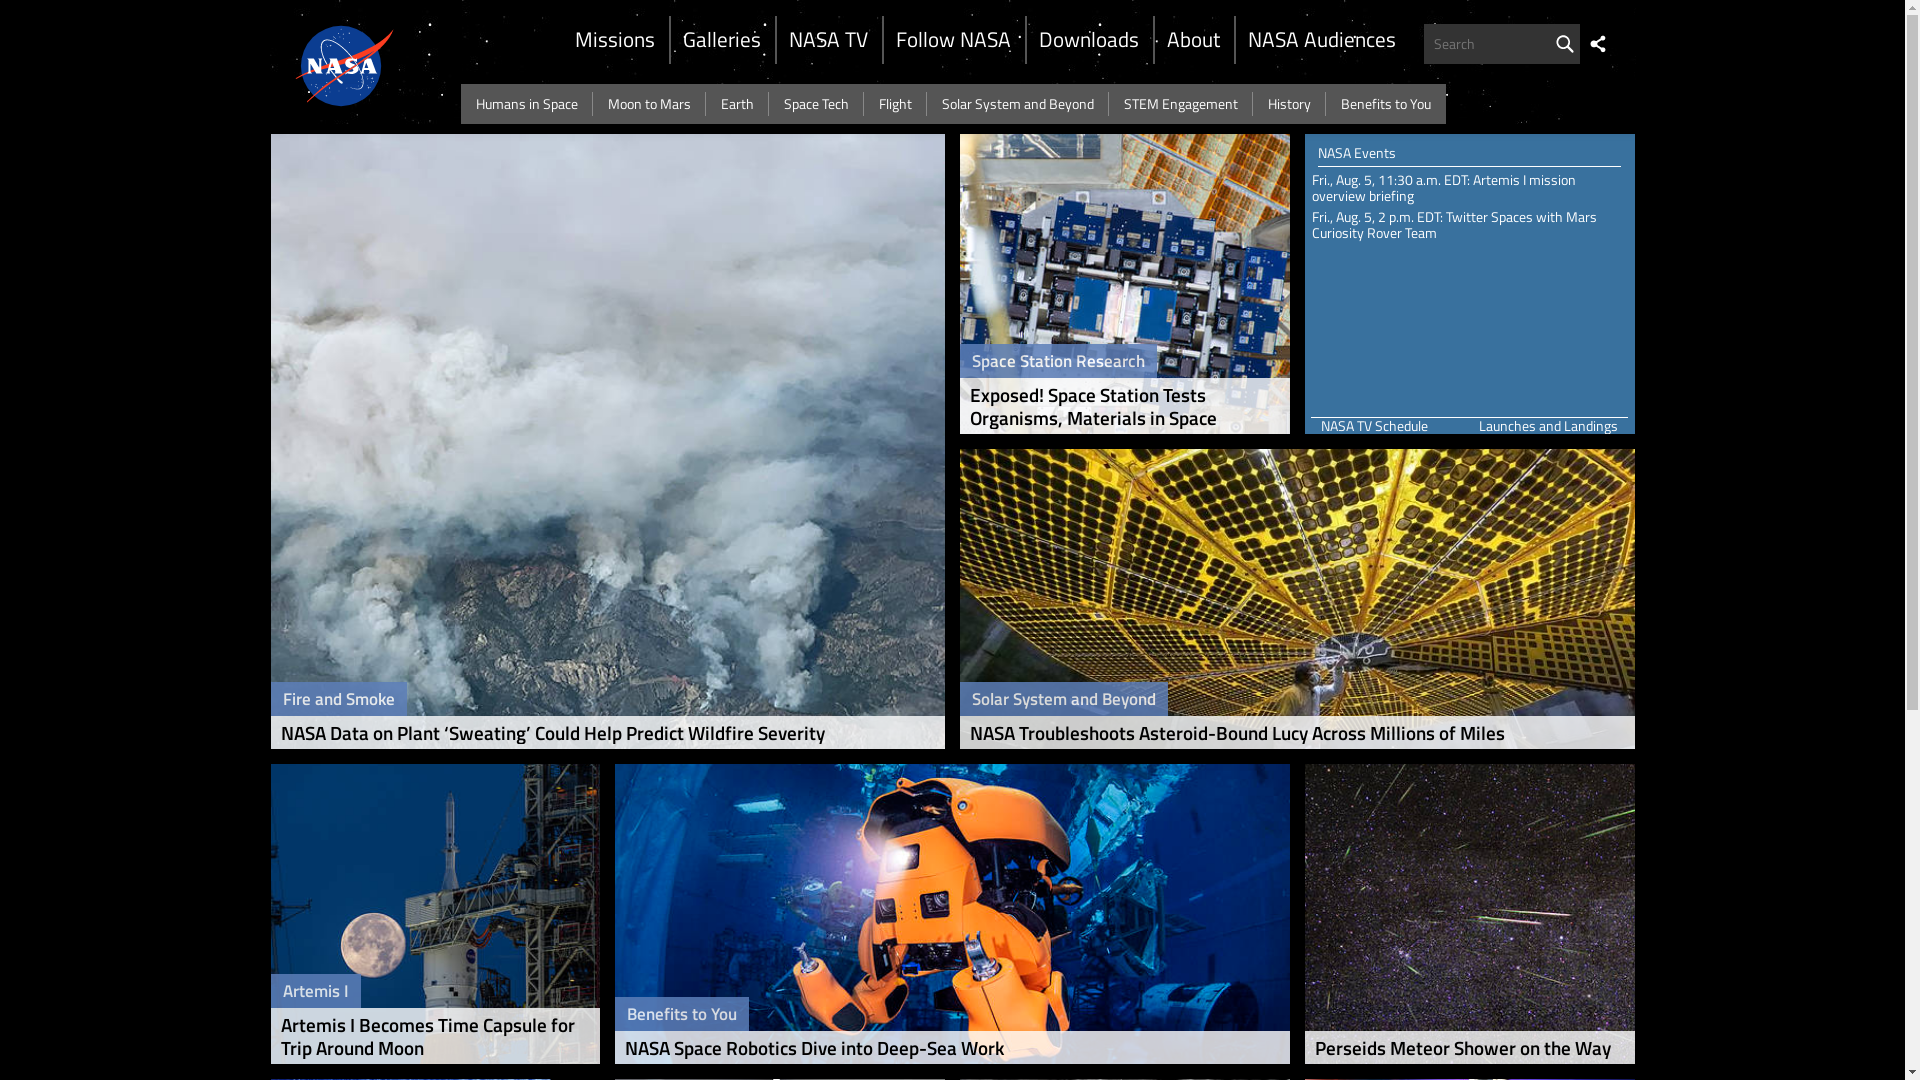 NASA
Missions
Galleries
NASA TV
Follow NASA
Downloads
About
NASA Audiences
Search
Humans in Space
Moon to Mars
Earth
Space Tech
Flight
Solar System and Beyond
STEM Engagement
History
Benefits to You
Fire and Smoke
NASA Data on Plant ‘Sweating’ Could Help Predict Wildfire Severity
Space Station Research
Exposed! Space Station Tests
Organisms, Materials in Space
NASA Events
Fri., Aug. 5, 11:30 a.m. EDT: Artemis I mission
overview briefing
Fri., Aug. 5, 2 p.m. EDT: Twitter Spaces with Mars
Curiosity Rover Team
NASA TV Schedule
Launches and Landings
Solar System and Beyond
NASA Troubleshoots Asteroid-Bound Lucy Across Millions of Miles
Artemis I
Artemis I Becomes Time Capsule for
Trip Around Moon
Benefits to You
NASA Space Robotics Dive into Deep-Sea Work
Perseids Meteor Shower on the Way